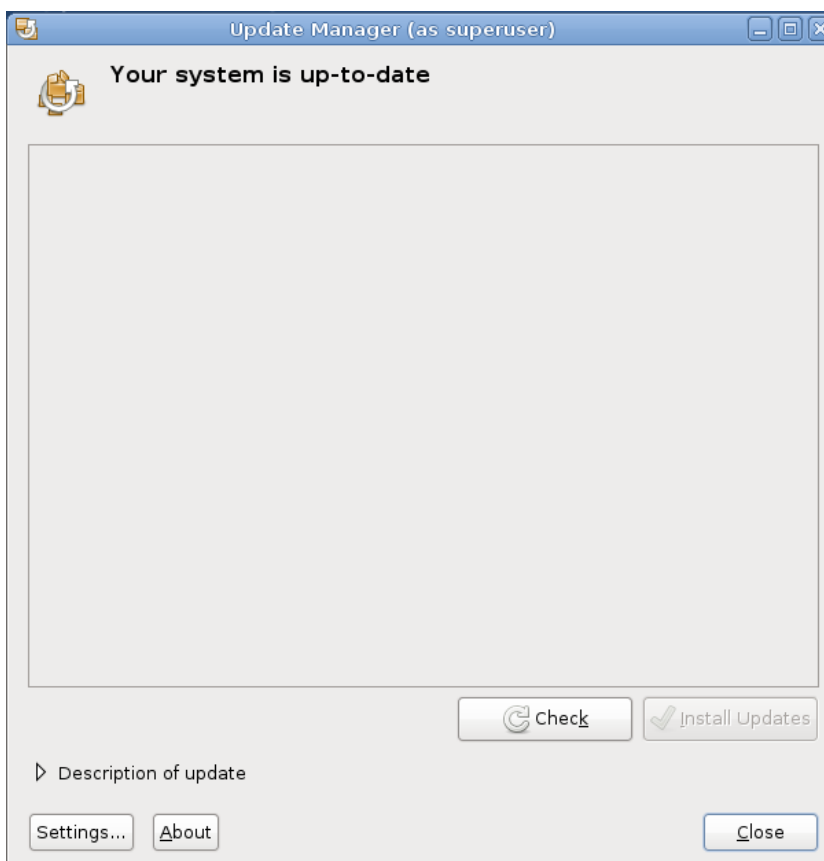 Update Manager (as superuser)
Your system is up-to-date
Check
Install Updates
Description of update
Settings...
About
Close